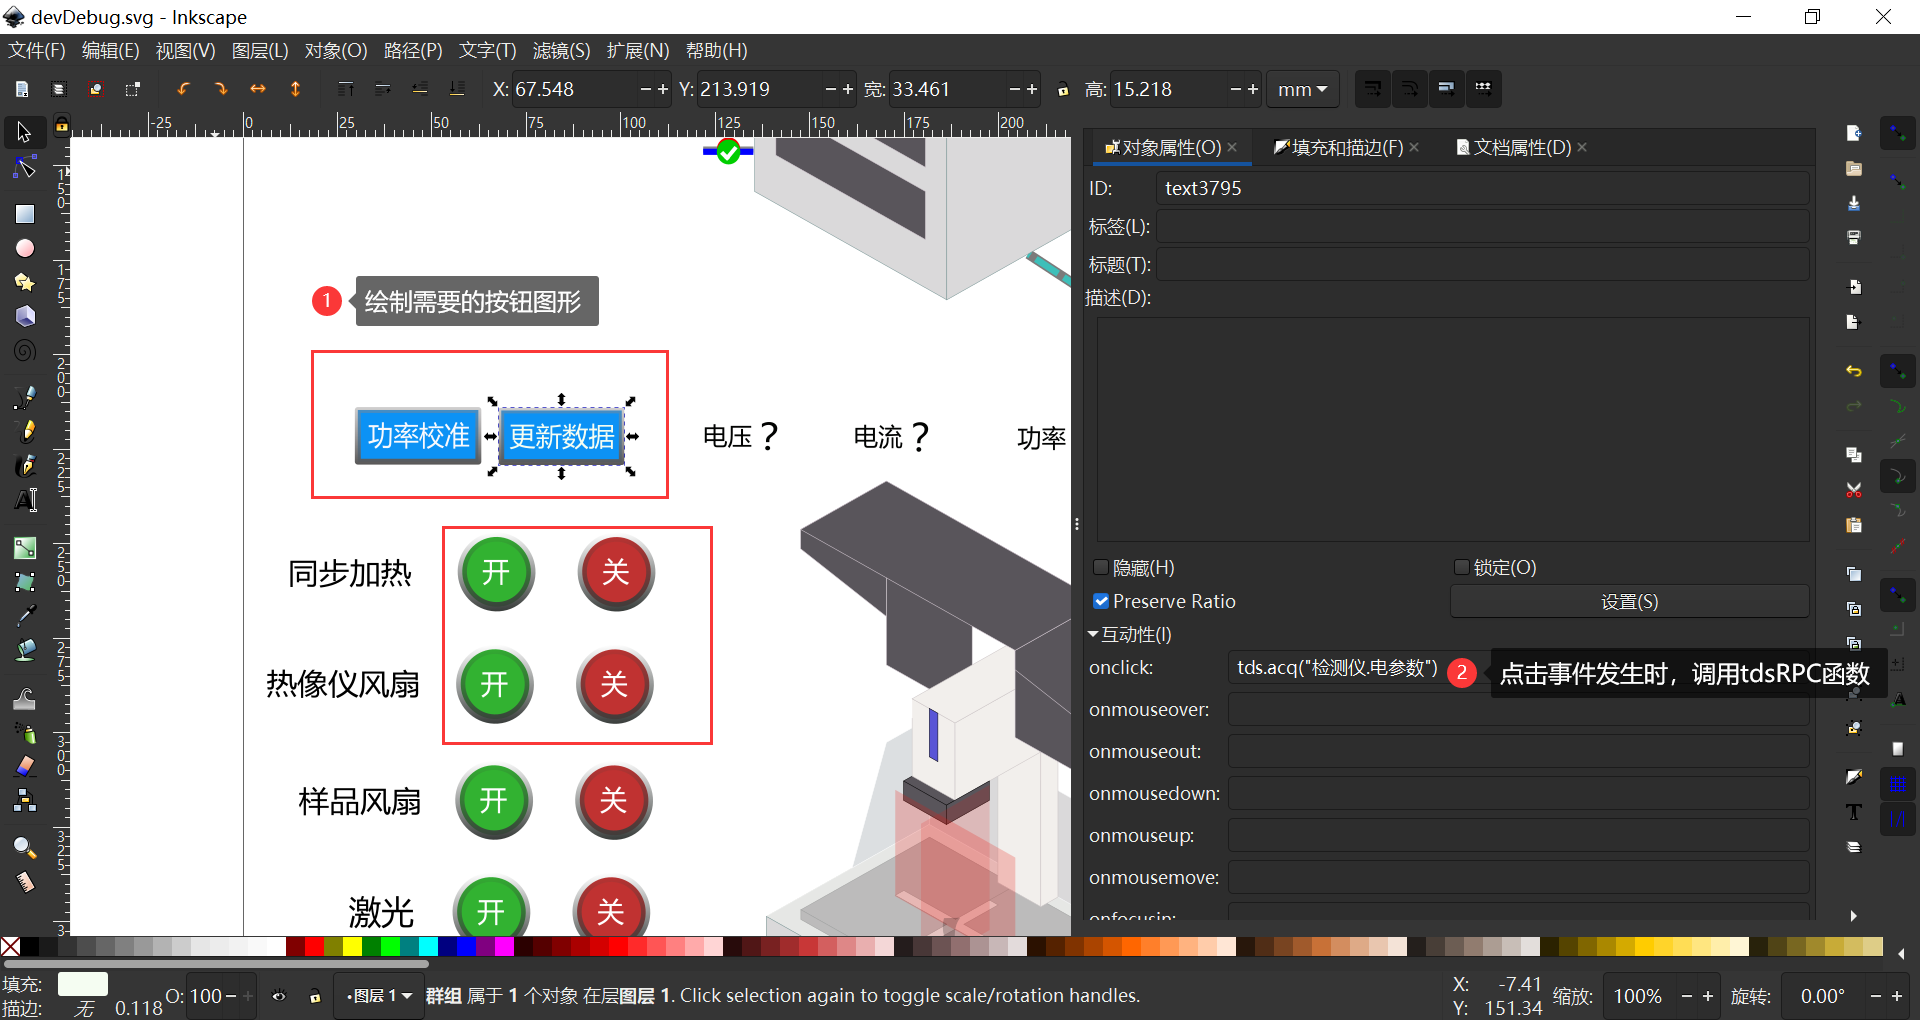 devDebug.svg - Inkscape
文件(F) 编辑(E) 视图(V) 图层(L) 对象(O) 路径(P) 文字(T) 滤镜(S) 扩展(N) 帮助(H)
X: 67.548 Y: 213.919 宽: 33.461 高: 15.218 mm
-25 0 25 50 75 100 125 150 175 200
对象属性(O) 填充和描边(F) 文档属性(D)
ID: text3795
标签(L):
标题(T):
描述(D):
1 绘制需要的按钮图形
功率校准 更新数据 电压 ? 电流 ? 功率
同步加热 开 关
热像仪风扇 开 关
样品风扇 开 关
激光 开 关
隐藏(H) 锁定(O)
Preserve Ratio 设置(S)
互动性(I)
onclick: tds.acq("检测仪.电参数") 2 点击事件发生时，调用tdsRPC函数
onmouseover:
onmouseout:
onmousedown:
onmouseup:
onmousemove:
onfocusin:
填充:
描边: 无 0.118 O: 100 •图层 1 群组 属于 1 个对象 在层图层 1. Click selection again to toggle scale/rotation handles.
X: -7.41
Y: 151.34 缩放: 100% 旋转: 0.00°